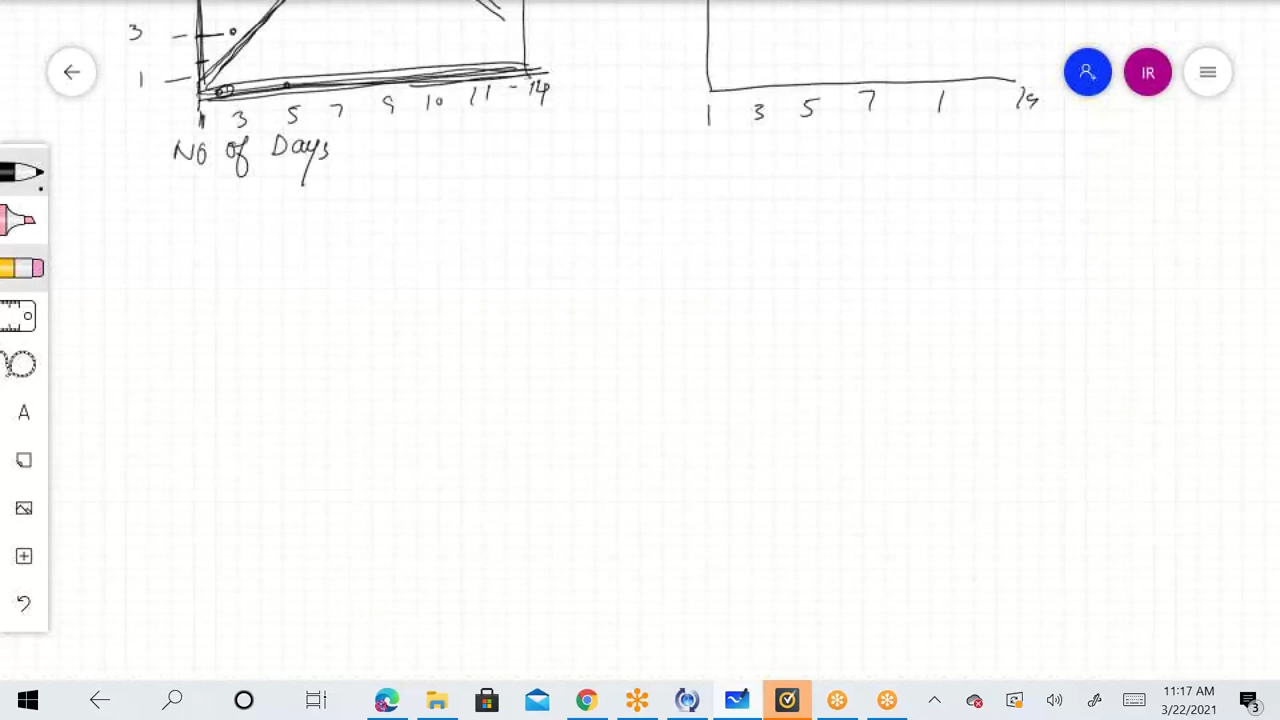 3
1
IR
1 3 5 7 9 10 11 - 14
1 3 5 7 1
No of Days
A
11:17 AM
3/22/2021
3